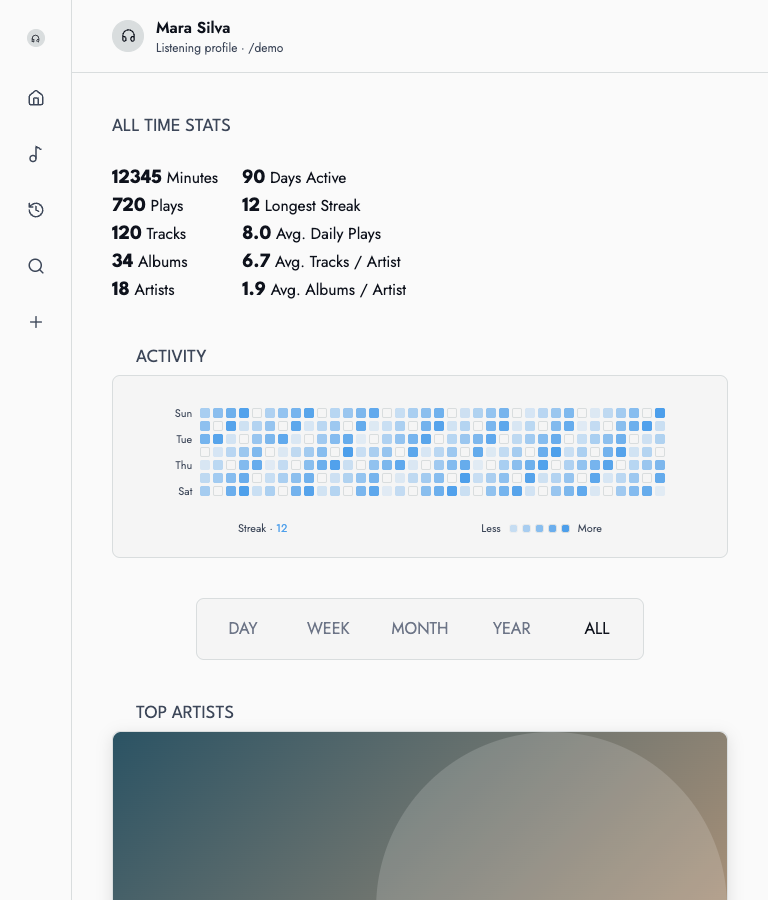 Mara Silva
Listening profile · /demo
ALL TIME STATS
12345 Minutes
90 Days Active
720 Plays
12 Longest Streak
120 Tracks
8.0 Avg. Daily Plays
34 Albums
6.7 Avg. Tracks / Artist
18 Artists
1.9 Avg. Albums / Artist
ACTIVITY
Sun
Tue
Thu
Sat
Streak · 12
Less
More
DAY
WEEK
MONTH
YEAR
ALL
TOP ARTISTS